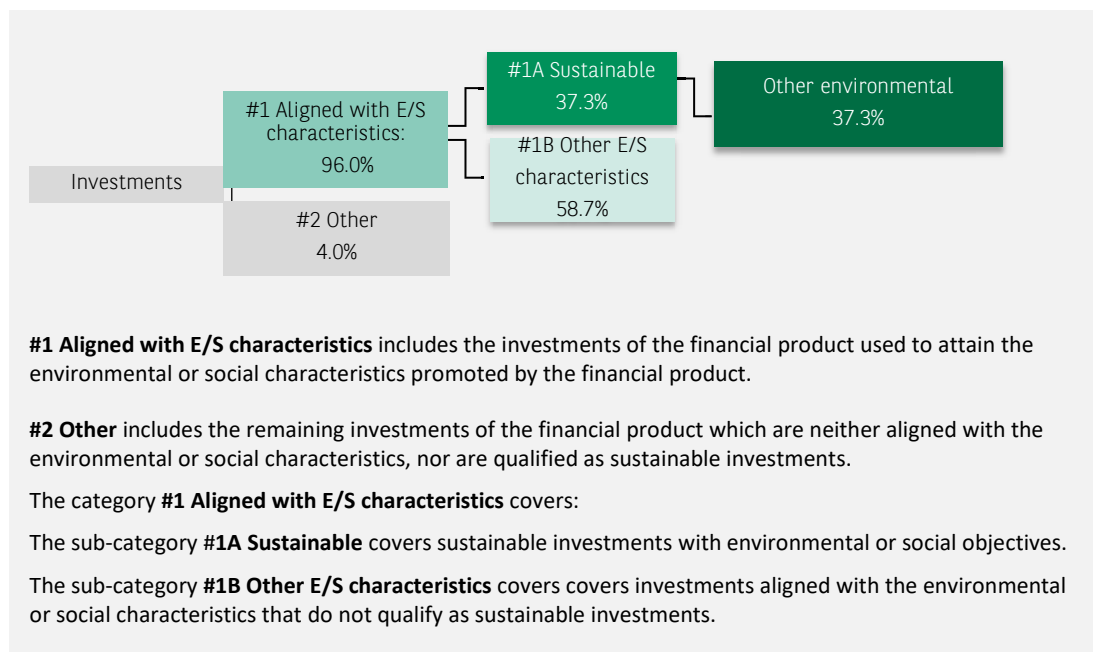 Investments
#1 Aligned with E/S
characteristics:
96.0%
#2 Other
4.0%
#1A Sustainable
37.3%
#1B Other E/S
characteristics
58.7%
Other environmental
37.3%
#1 Aligned with E/S characteristics includes the investments of the financial product used to attain the
environmental or social characteristics promoted by the financial product.
#2 Other includes the remaining investments of the financial product which are neither aligned with the
environmental or social characteristics, nor are qualified as sustainable investments.
The category #1 Aligned with E/S characteristics covers:
The sub-category #1A Sustainable covers sustainable investments with environmental or social objectives.
The sub-category #1B Other E/S characteristics covers covers investments aligned with the environmental
or social characteristics that do not qualify as sustainable investments.